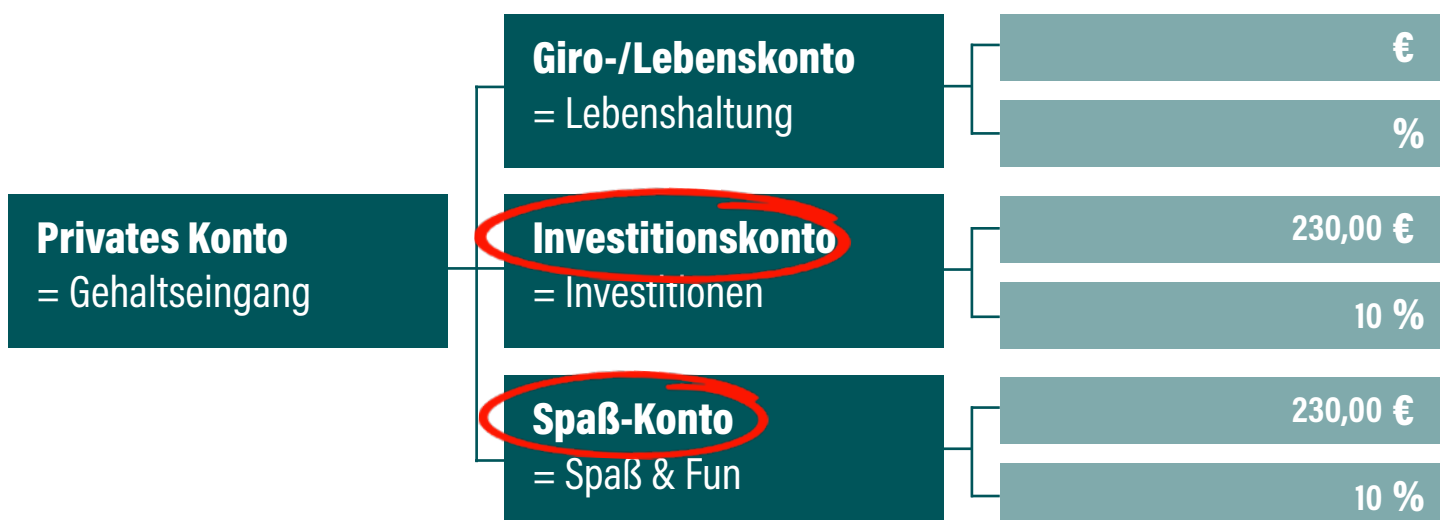 Giro-/Lebenskonto
= Lebenshaltung
€
%
Privates Konto
= Gehaltseingang
Investitionskonto
= Investitionen
230,00 €
10 %
Spaß-Konto
= Spaß & Fun
230,00 €
10 %